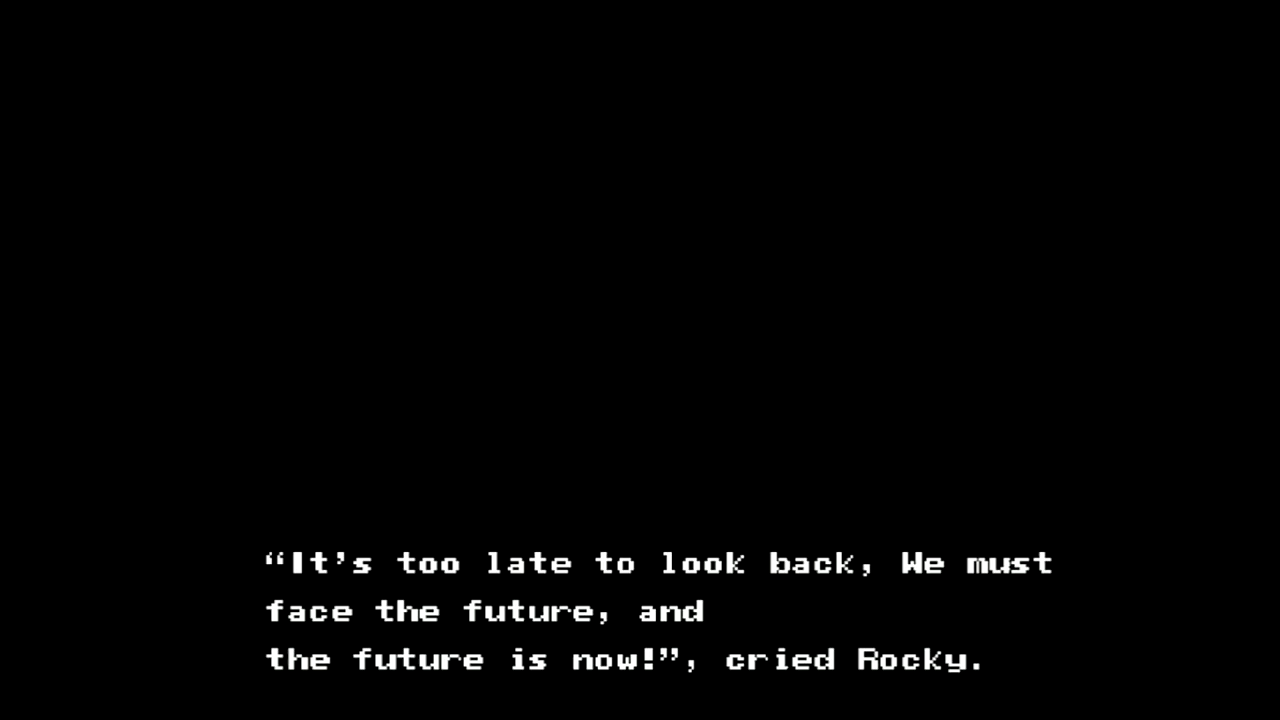 “It’s too late to look back, We must
face the future, and
the future is now!”, cried Rocky.